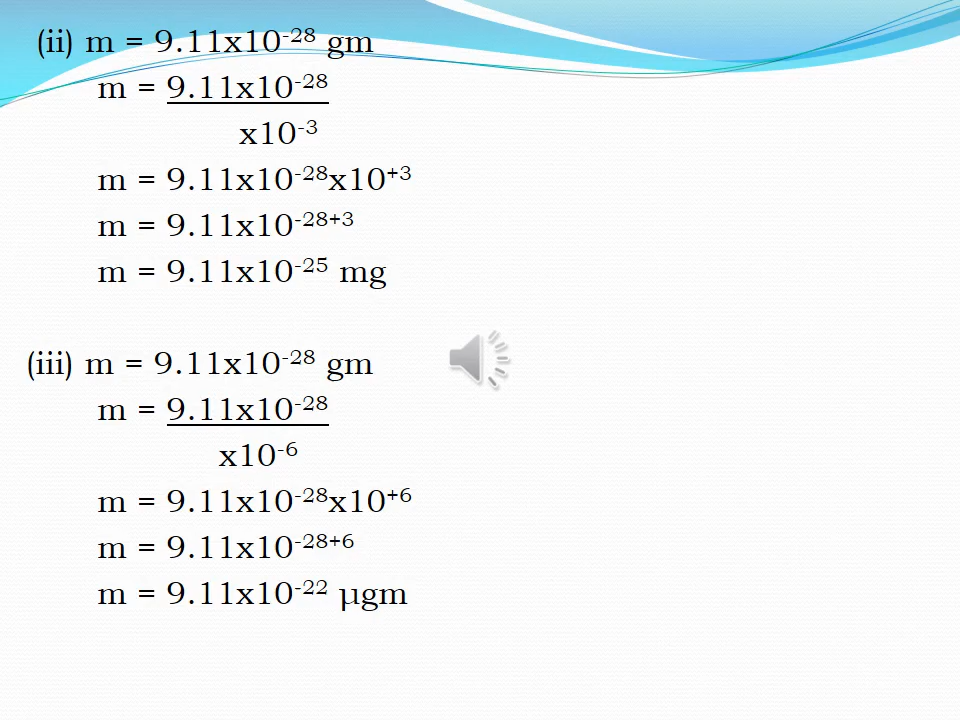 (ii) m = 9.11x10⁻²⁸ gm
m = 9.11x10⁻²⁸
x10⁻³
m = 9.11x10⁻²⁸x10⁺³
m = 9.11x10⁻²⁸⁺³
m = 9.11x10⁻²⁵ mg
(iii) m = 9.11x10⁻²⁸ gm
m = 9.11x10⁻²⁸
x10⁻⁶
m = 9.11x10⁻²⁸x10⁺⁶
m = 9.11x10⁻²⁸⁺⁶
m = 9.11x10⁻²² µgm